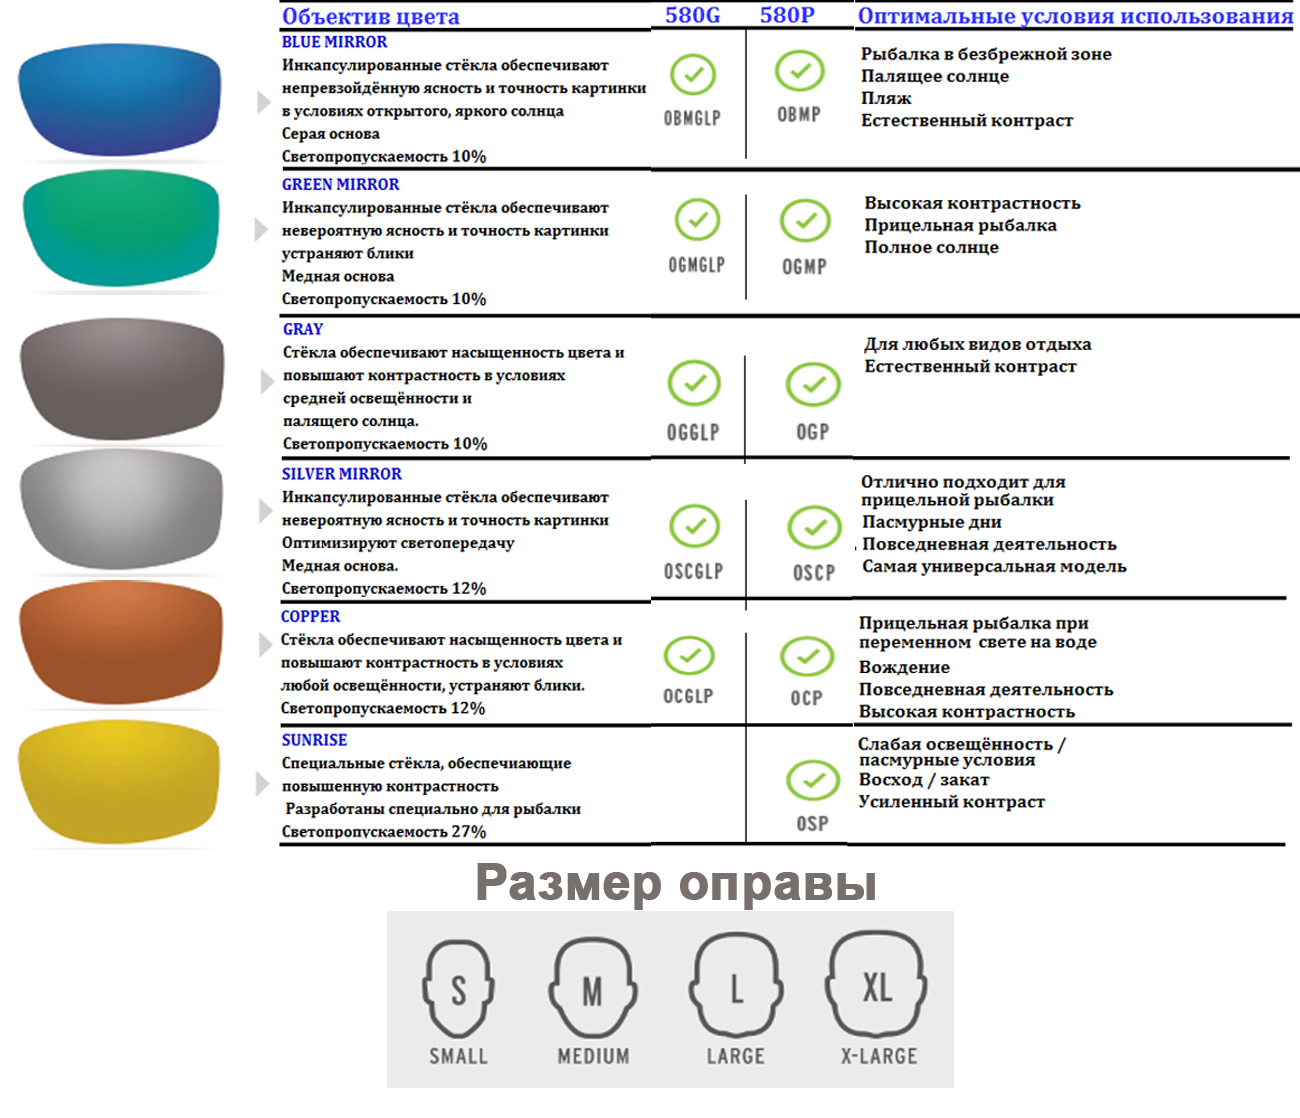 Объектив цвета 580G 580P Оптимальные условия использования
BLUE MIRROR
Инкапсулированные стёкла обеспечивают
непревзойдённую ясность и точность картинки
в условиях открытого, яркого солнца
Серая основа
Светопропускаемость 10%
OBMGLP
OBMP
Рыбалка в безбрежной зоне
Палящее солнце
Пляж
Естественный контраст
GREEN MIRROR
Инкапсулированные стёкла обеспечивают
невероятную ясность и точность картинки
устраняют блики
Медная основа
Светопропускаемость 10%
OGMGLP
OGMP
Высокая контрастность
Прицельная рыбалка
Полное солнце
GRAY
Стёкла обеспечивают насыщенность цвета и
повышают контрастность в условиях
средней освещённости и
палящего солнца.
Светопропускаемость 10%
OGGLP
OGP
Для любых видов отдыха
Естественный контраст
SILVER MIRROR
Инкапсулированные стёкла обеспечивают
невероятную ясность и точность картинки
Оптимизируют светопередачу
Медная основа.
Светопропускаемость 12%
OSCGLP
OSCP
Отлично подходит для
прицельной рыбалки
Пасмурные дни
Повседневная деятельность
Самая универсальная модель
COPPER
Стёкла обеспечивают насыщенность цвета и
повышают контрастность в условиях
любой освещённости, устраняют блики.
Светопропускаемость 12%
OCGLP
OCP
Прицельная рыбалка при
переменном свете на воде
Вождение
Повседневная деятельность
Высокая контрастность
SUNRISE
Специальные стёкла, обеспечиающие
повышенную контрастность
Разработаны специально для рыбалки
Светопропускаемость 27%
OSP
Слабая освещённость /
пасмурные условия
Восход / закат
Усиленный контраст
Размер оправы
S M L XL
SMALL MEDIUM LARGE X-LARGE